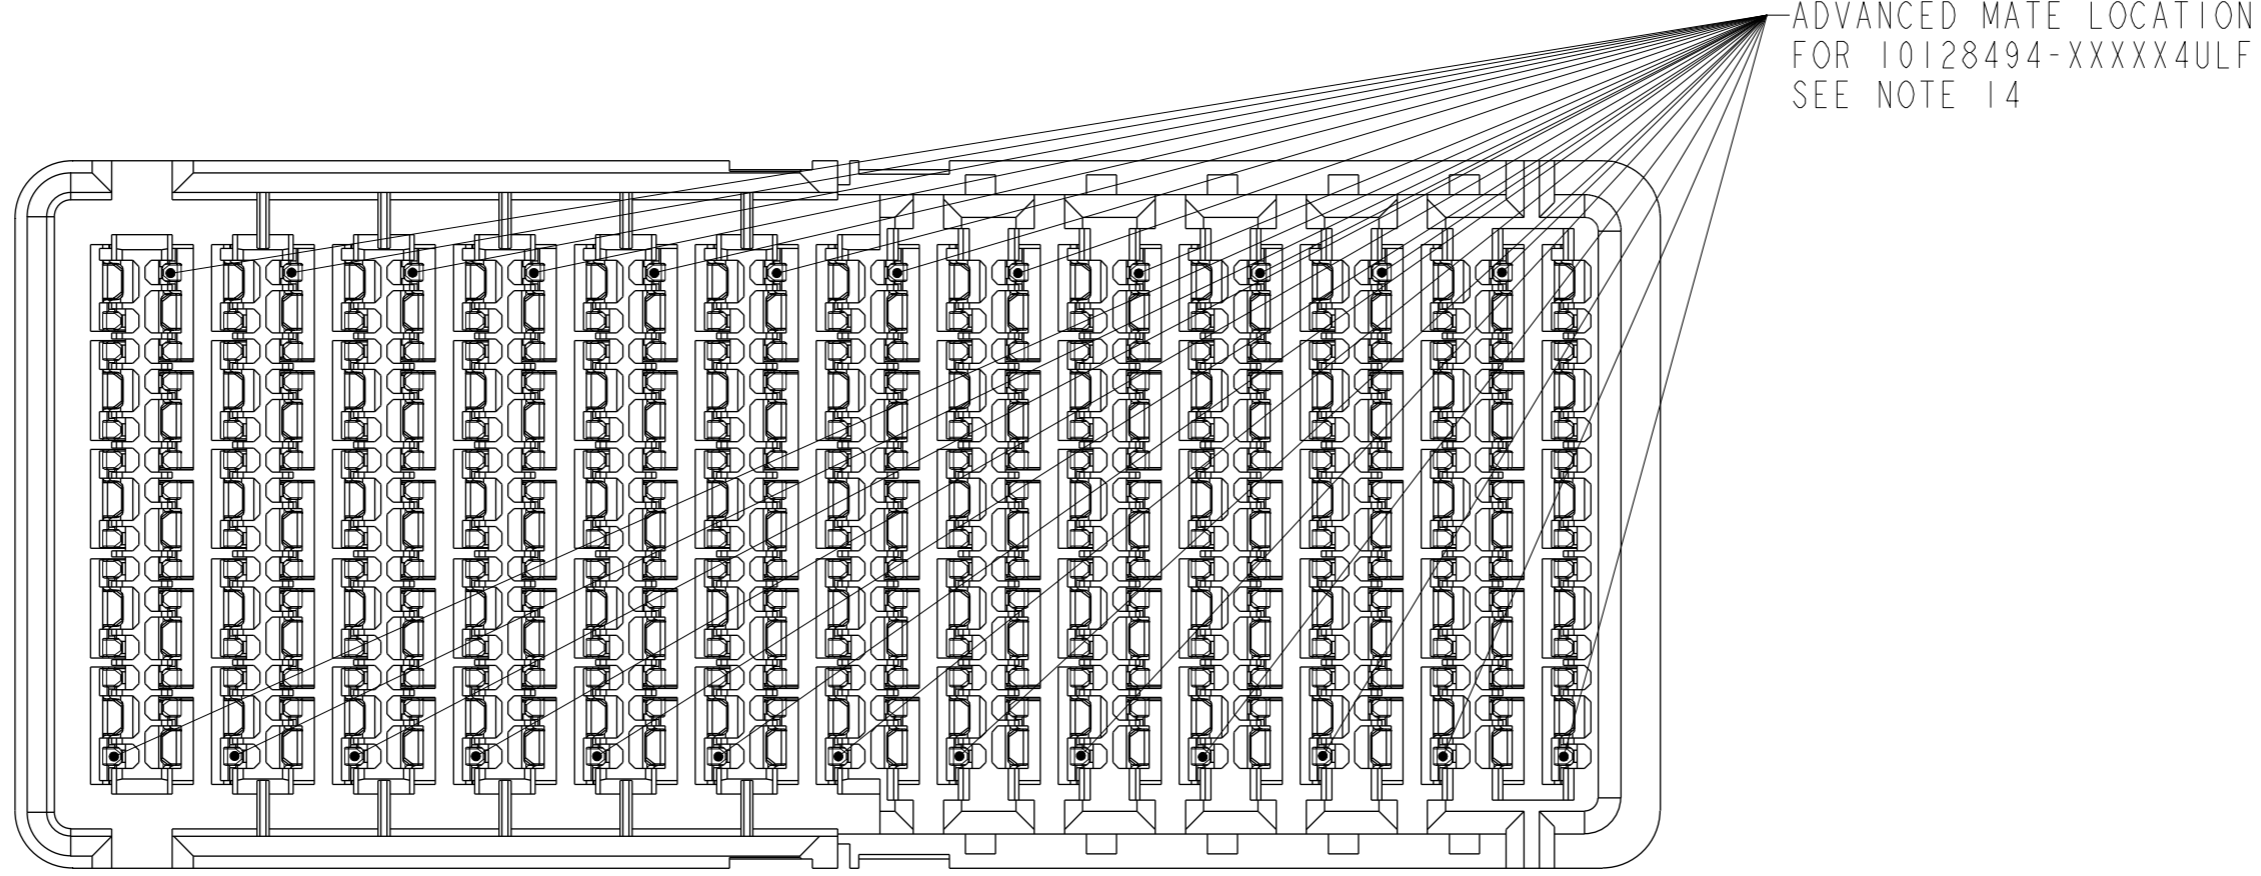 ADVANCED MATE LOCATION
FOR 10128494-XXXXX4ULF
SEE NOTE 14